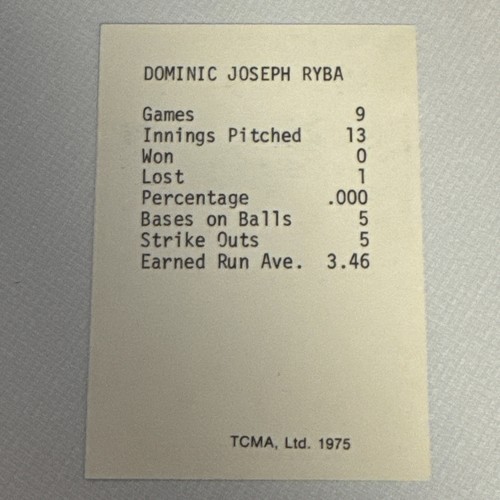 DOMINIC JOSEPH RYBA
Games 9
Innings Pitched 13
Won 0
Lost 1
Percentage .000
Bases on Balls 5
Strike Outs 5
Earned Run Ave. 3.46
TCMA, Ltd. 1975